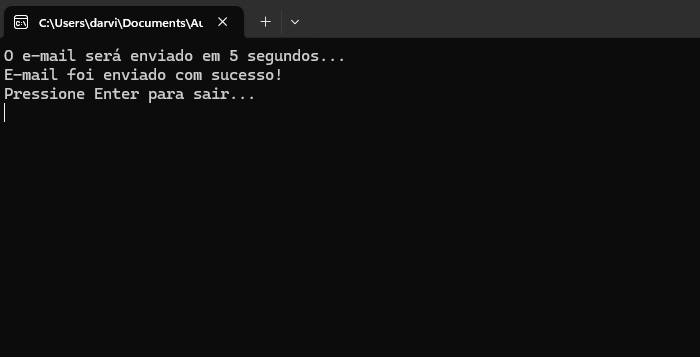 C:\Users\darvi\Documents\Au
O e-mail será enviado em 5 segundos...
E-mail foi enviado com sucesso!
Pressione Enter para sair...